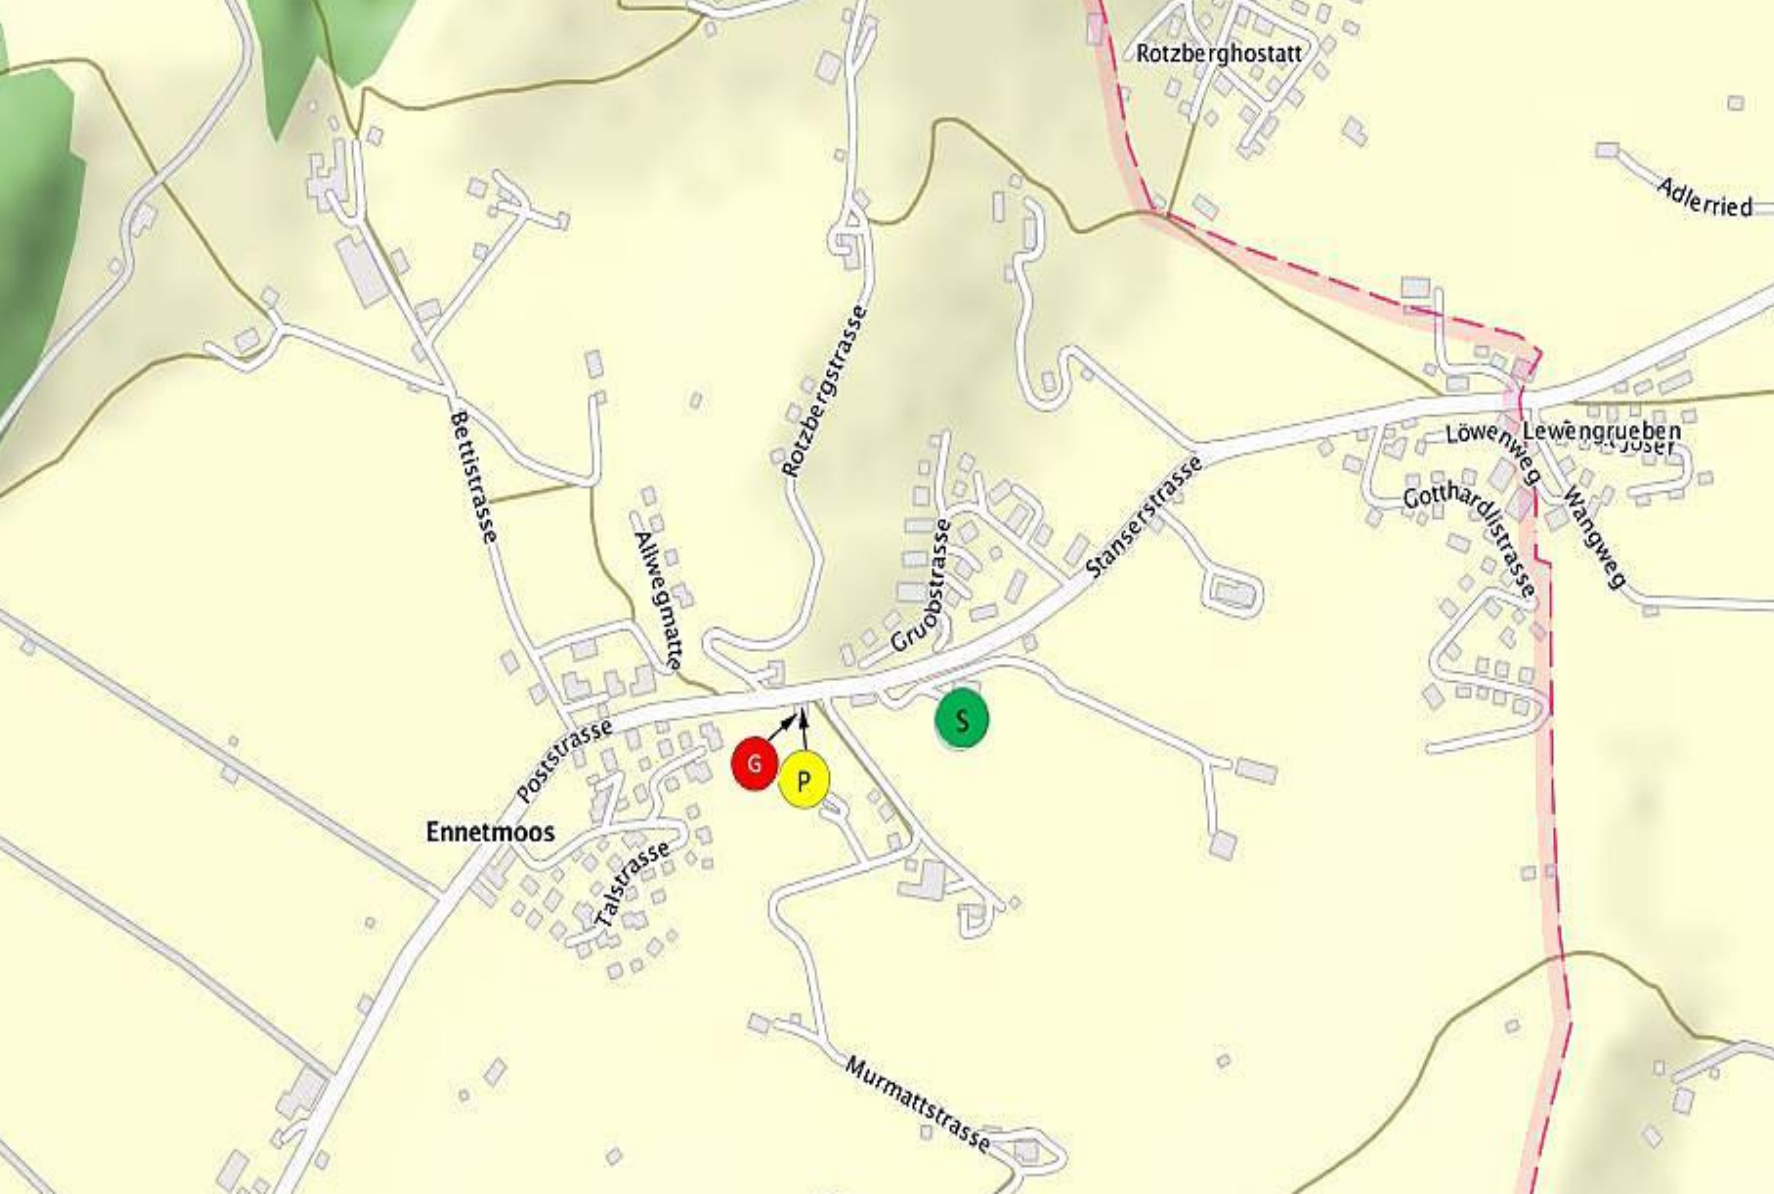 Rotzberghostatt
Adlerried
Rotzbergstrasse
Bettistrasse
Löwenweg
Lewengrueben
Gotthardlistrasse
Wangweg
Stanserstrasse
Gruobstrasse
Allwegmatte
S
G
P
Poststrasse
Ennetmoos
Talstrasse
Murmattstrasse